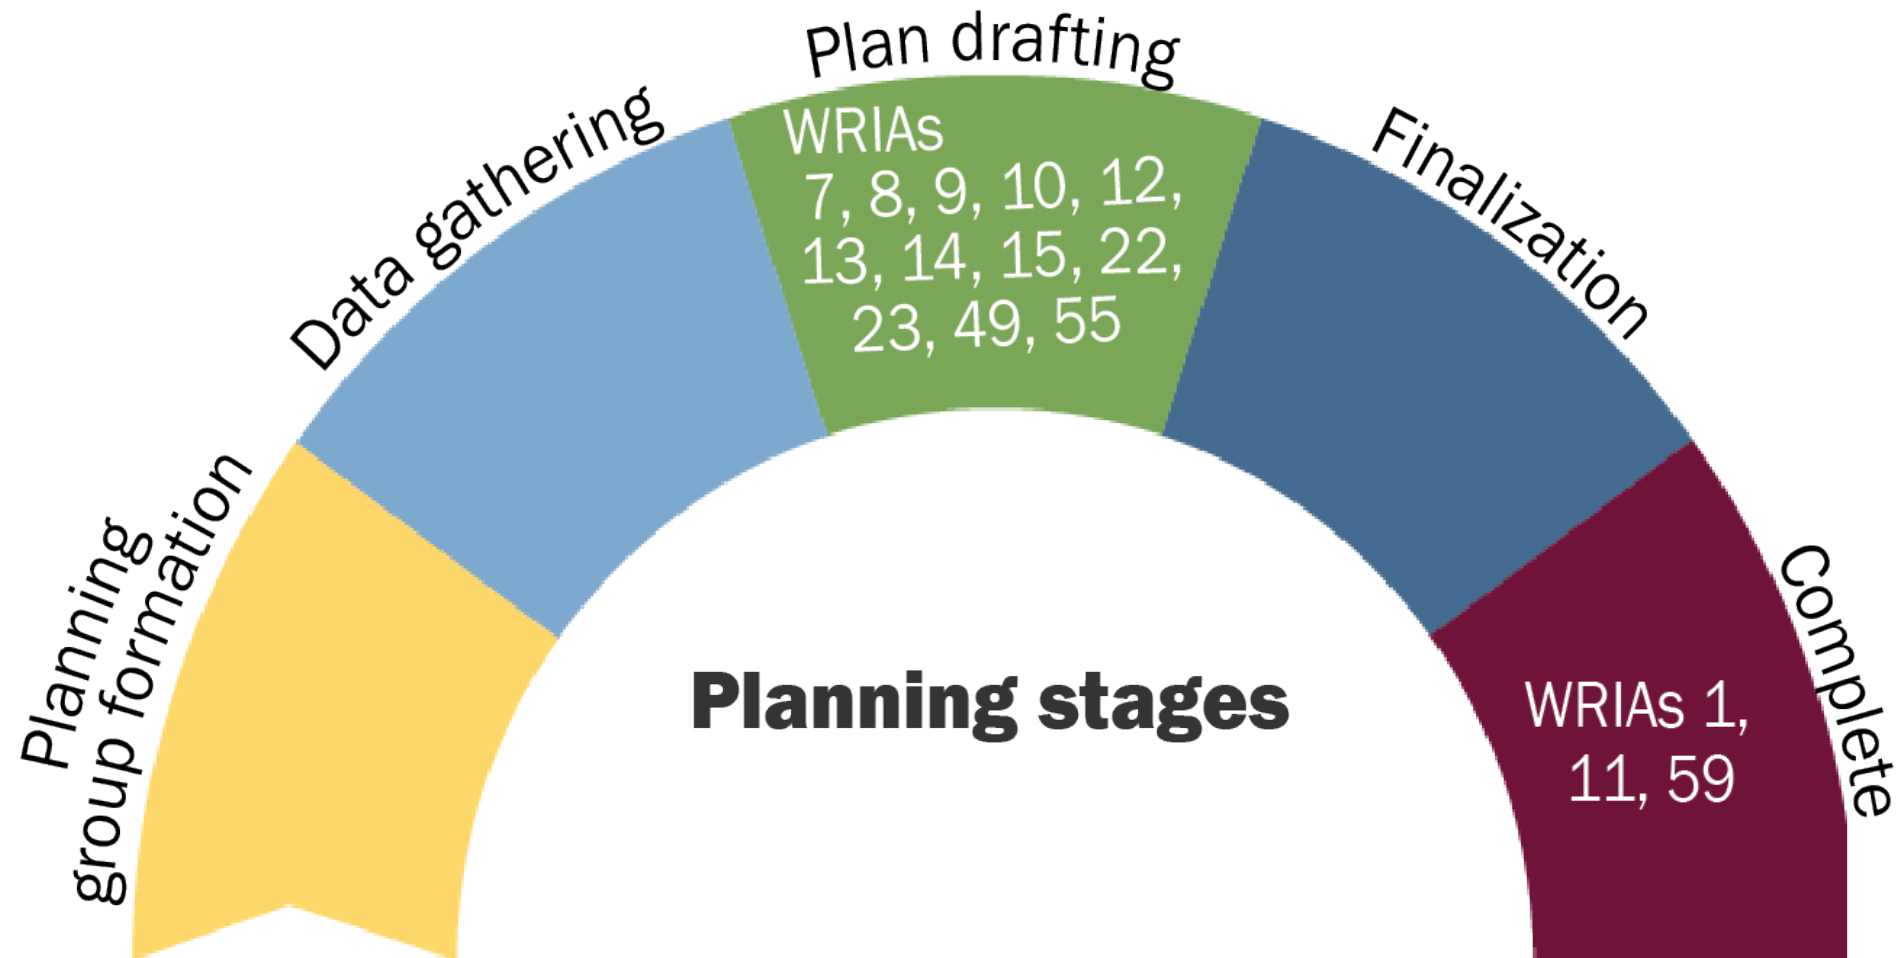 Planning
group formation
Data gathering
Plan drafting
WRIAs
7, 8, 9, 10, 12,
13, 14, 15, 22,
23, 49, 55
Finalization
Complete
WRIAs 1,
11, 59
Planning stages